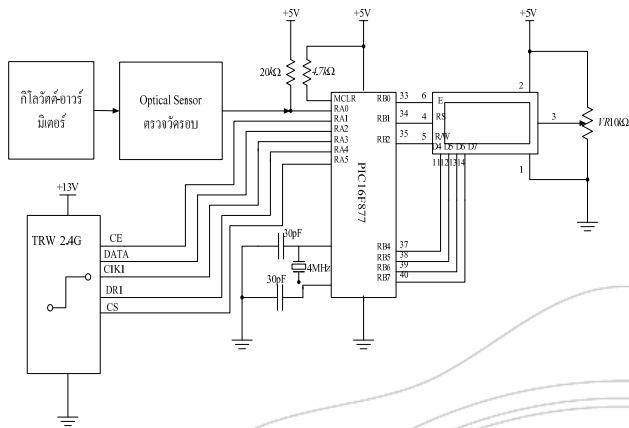 +5V
+5V
+5V
20kΩ
4.7kΩ
กิโลวัตต์-อาวร์
มิเตอร์
Optical Sensor
ตรวจวัดรอบ
MCLR
RA0
RA1
RA2
RA3
RA4
RA5
PIC16F877
RB0
RB1
RB2
RB4
RB5
RB6
RB7
33
34
35
37
38
39
40
6
4
5
E
RS
R/W
D4 D5 D6 D7
11 12 13 14
2
3
1
VR10kΩ
+13V
TRW 2.4G
CE
DATA
CIK1
DR1
CS
30pF
4MHz
30pF